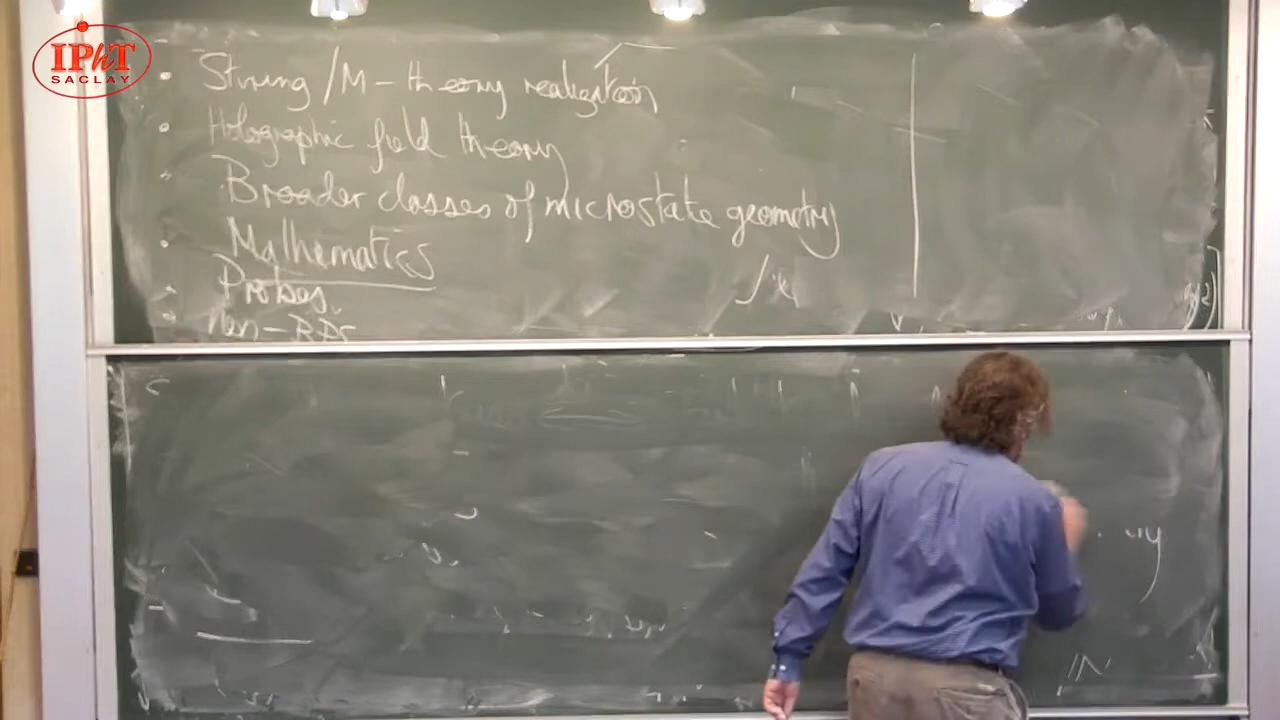 IPhT
SACLAY
• String / M - theory realization
• Holographic field theory
• Broader classes of microstate geometry
• Mathematics
• Probes
• Non-BPS